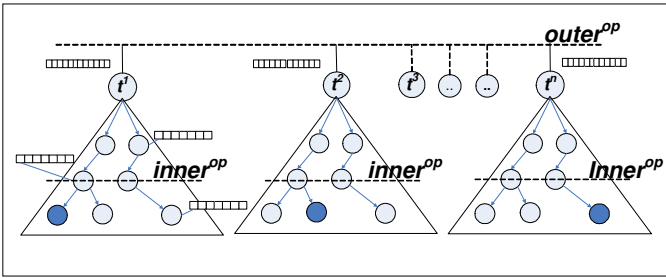 outer^op
t^1 t^2 t^3 .. .. t^n
inner^op inner^op Inner^op